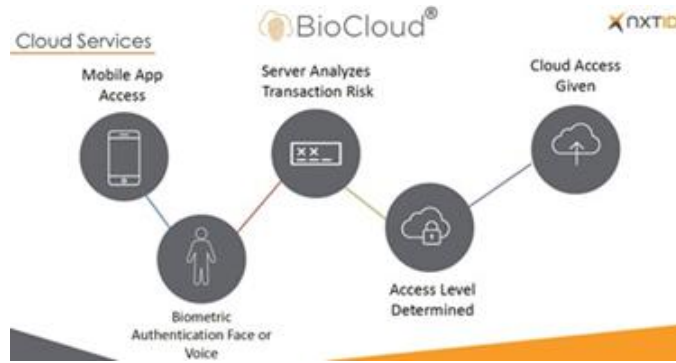 BioCloud®
nxtID
Cloud Services
Mobile App
Access
Server Analyzes
Transaction Risk
Cloud Access
Given
Access Level
Determined
Biometric
Authentication Face or
Voice